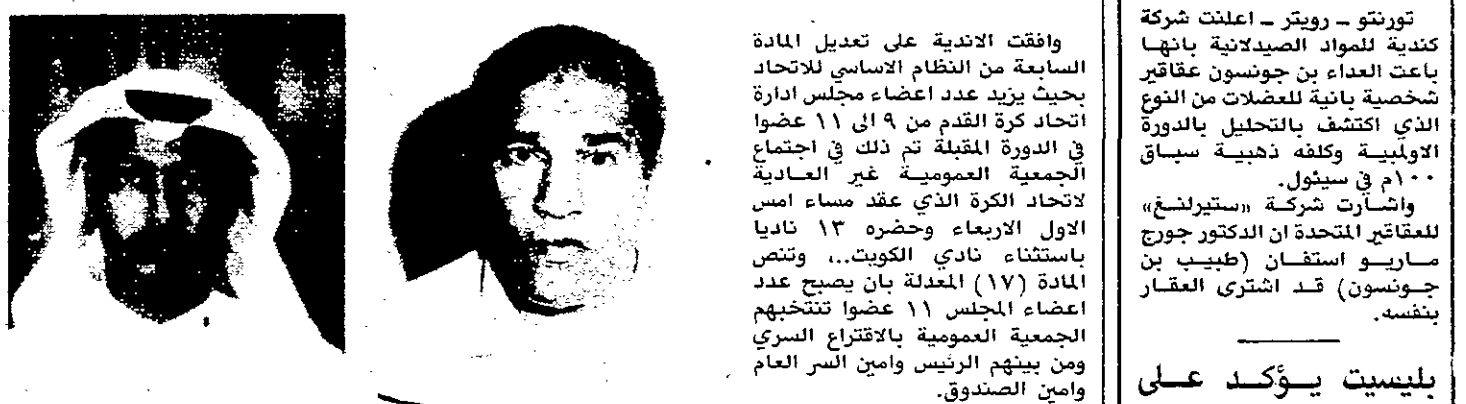 تورنتو ــ رويتر ــ اعلنت شركة
كندية للمواد الصيدلانية بانها
باعت العداء بن جونسون عقاقير
شخصية بانية للعضلات من النوع
الذي اكتشف بالتحليل بالدورة
الاولمبية وكلفه ذهبية سباق
١٠٠م في سيئول.
واشارت شركة «ستيرلنغ»
للعقاقير المتحدة ان الدكتور جورج
ماريو استفان (طبيب بن
جونسون) قد اشترى العقار
بنفسه.
بليسيت يؤكد على
وافقت الاندية على تعديل المادة
السابعة من النظام الاساسي للاتحاد
بحيث يزيد عدد اعضاء مجلس ادارة
اتحاد كرة القدم من ٩ الى ١١ عضوا
في الدورة المقبلة تم ذلك في اجتماع
الجمعية العمومية غير العادية
لاتحاد الكرة الذي عقد مساء امس
الاول الاربعاء وحضره ١٣ ناديا
باستثناء نادي الكويت..، وتنص
المادة (١٧) المعدلة بان يصبح عدد
اعضاء المجلس ١١ عضوا تنتخبهم
الجمعية العمومية بالاقتراع السري
ومن بينهم الرئيس وامين السر العام
وامين الصندوق.